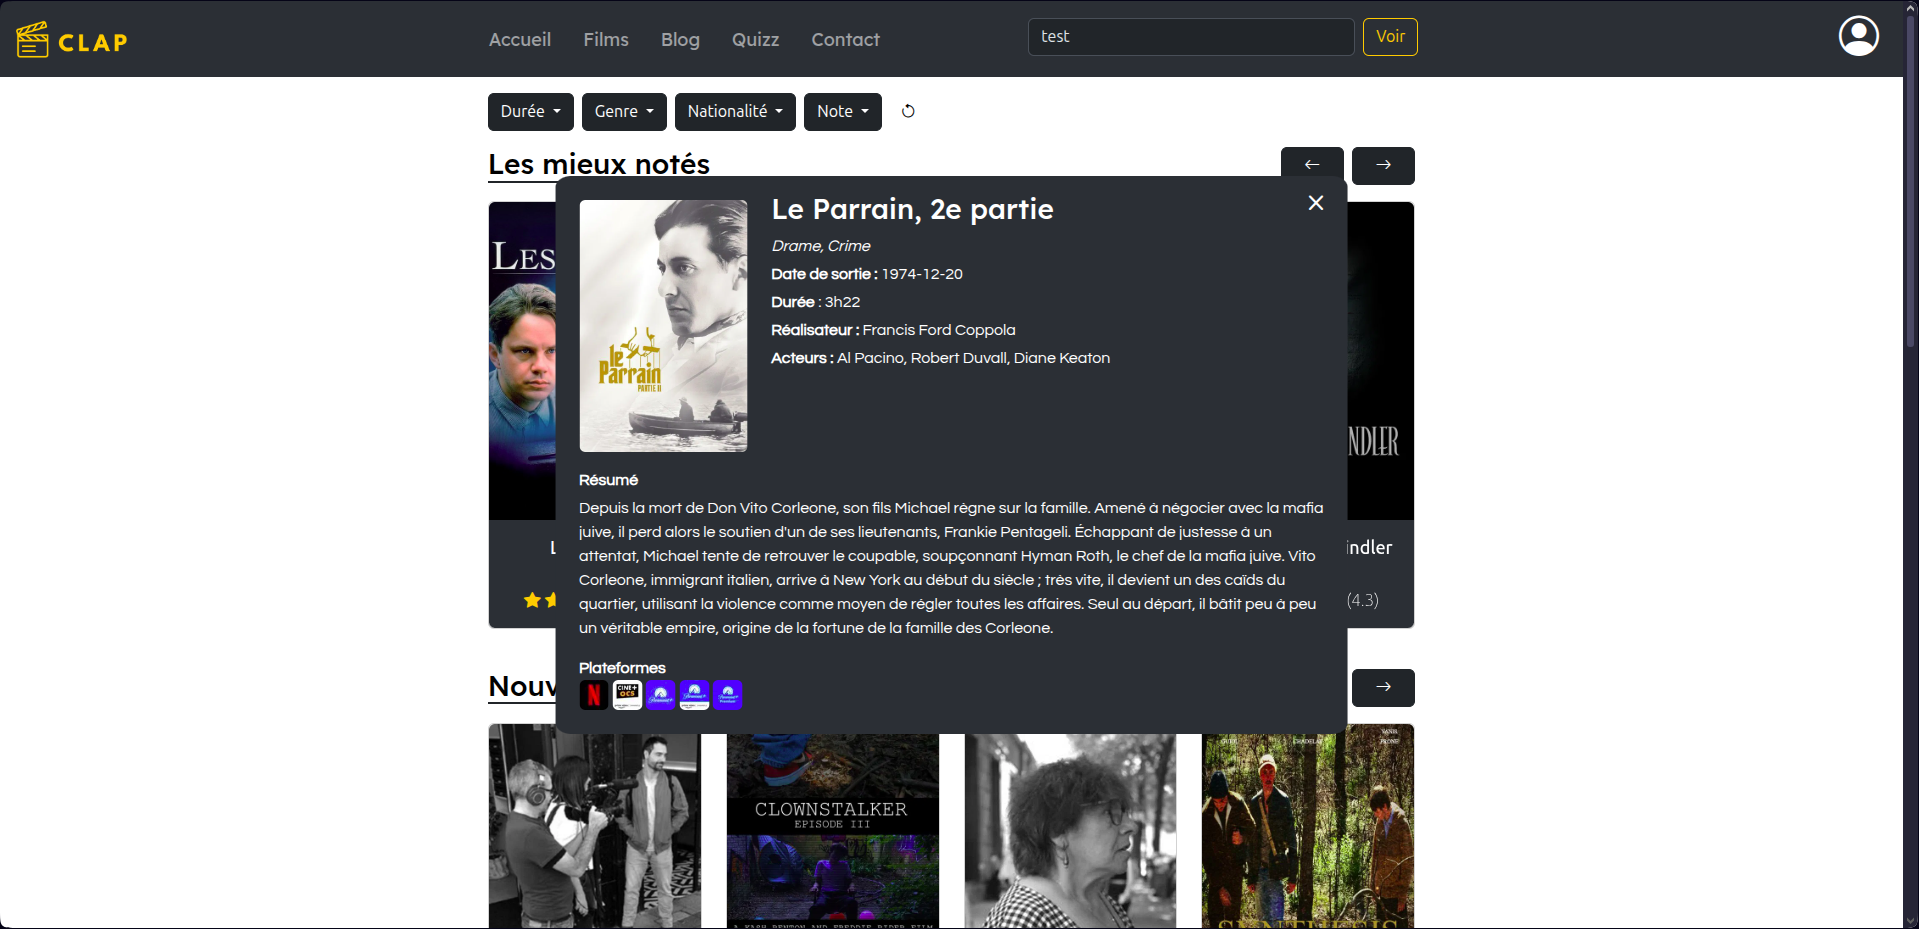 CLAP
Accueil Films Blog Quizz Contact
test
Voir
Durée Genre Nationalité Note
Les mieux notés
LES
NDLER
L
indler
(4.3)
Le Parrain, 2e partie
Drame, Crime
Date de sortie : 1974-12-20
Durée : 3h22
Réalisateur : Francis Ford Coppola
Acteurs : Al Pacino, Robert Duvall, Diane Keaton
le
Parrain
PARTIE II
Résumé
Depuis la mort de Don Vito Corleone, son fils Michael règne sur la famille. Amené à négocier avec la mafia
juive, il perd alors le soutien d'un de ses lieutenants, Frankie Pentageli. Échappant de justesse à un
attentat, Michael tente de retrouver le coupable, soupçonnant Hyman Roth, le chef de la mafia juive. Vito
Corleone, immigrant italien, arrive à New York au début du siècle ; très vite, il devient un des caïds du
quartier, utilisant la violence comme moyen de régler toutes les affaires. Seul au départ, il bâtit peu à peu
un véritable empire, origine de la fortune de la famille des Corleone.
Plateformes
N
CINE+
OCS
Nouv
CLOWNSTALKER
EPISODE III
A KASH BENTON AND FREDDIE RIDER FILM